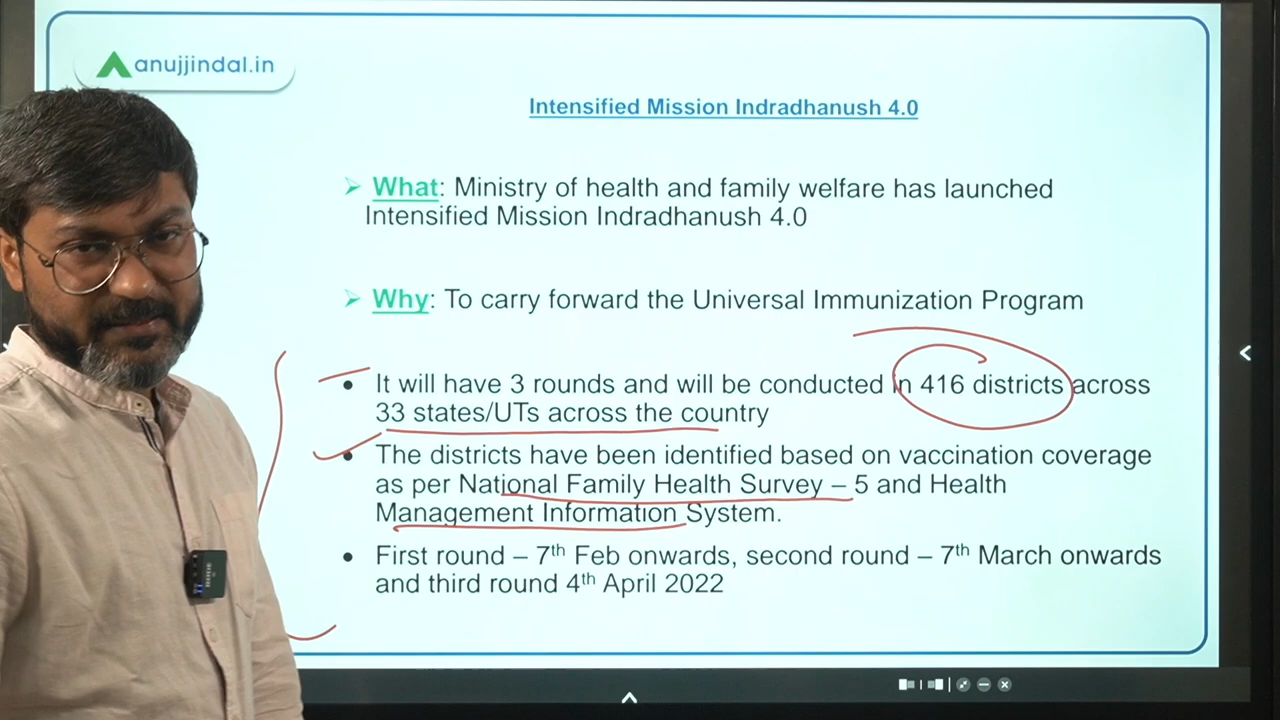 anujjindal.in
Intensified Mission Indradhanush 4.0
What: Ministry of health and family welfare has launched
Intensified Mission Indradhanush 4.0
Why: To carry forward the Universal Immunization Program
It will have 3 rounds and will be conducted in 416 districts across
33 states/UTs across the country
The districts have been identified based on vaccination coverage
as per National Family Health Survey – 5 and Health
Management Information System.
First round – 7th Feb onwards, second round – 7th March onwards
and third round 4th April 2022